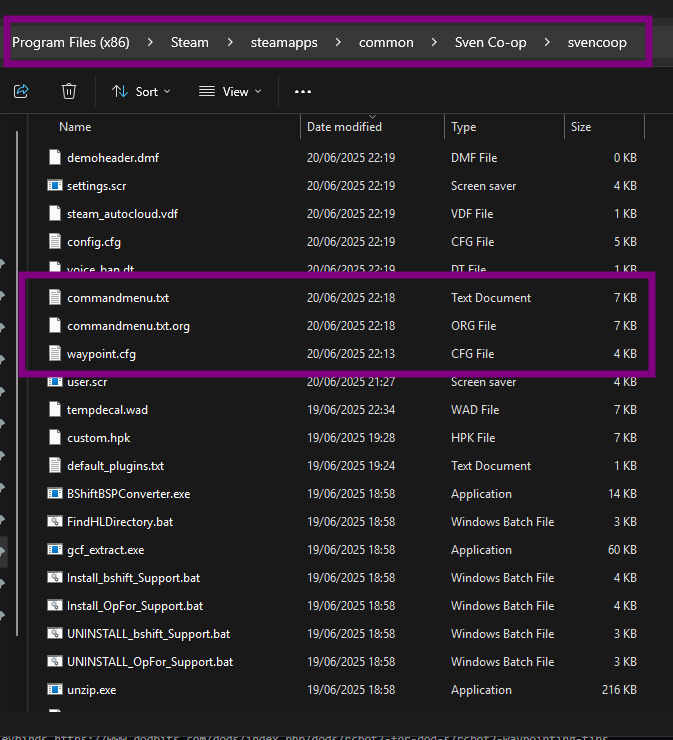 Program Files (x86) > Steam > steamapps > common > Sven Co-op > svencoop
Sort View ...
Name Date modified Type Size
demoheader.dmf 20/06/2025 22:19 DMF File 0 KB
settings.scr 20/06/2025 22:19 Screen saver 4 KB
steam_autocloud.vdf 20/06/2025 22:19 VDF File 1 KB
config.cfg 20/06/2025 22:19 CFG File 5 KB
voice_ban.dt 20/06/2025 22:19 DT File 1 KB
commandmenu.txt 20/06/2025 22:18 Text Document 7 KB
commandmenu.txt.org 20/06/2025 22:18 ORG File 7 KB
waypoint.cfg 20/06/2025 22:13 CFG File 4 KB
user.scr 20/06/2025 21:27 Screen saver 4 KB
tempdecal.wad 19/06/2025 22:34 WAD File 7 KB
custom.hpk 19/06/2025 19:28 HPK File 7 KB
default_plugins.txt 19/06/2025 19:24 Text Document 1 KB
BShiftBSPConverter.exe 19/06/2025 18:58 Application 14 KB
FindHLDirectory.bat 19/06/2025 18:58 Windows Batch File 3 KB
gcf_extract.exe 19/06/2025 18:58 Application 60 KB
Install_bshift_Support.bat 19/06/2025 18:58 Windows Batch File 4 KB
Install_OpFor_Support.bat 19/06/2025 18:58 Windows Batch File 4 KB
UNINSTALL_bshift_Support.bat 19/06/2025 18:58 Windows Batch File 3 KB
UNINSTALL_OpFor_Support.bat 19/06/2025 18:58 Windows Batch File 3 KB
unzip.exe 19/06/2025 18:58 Application 216 KB